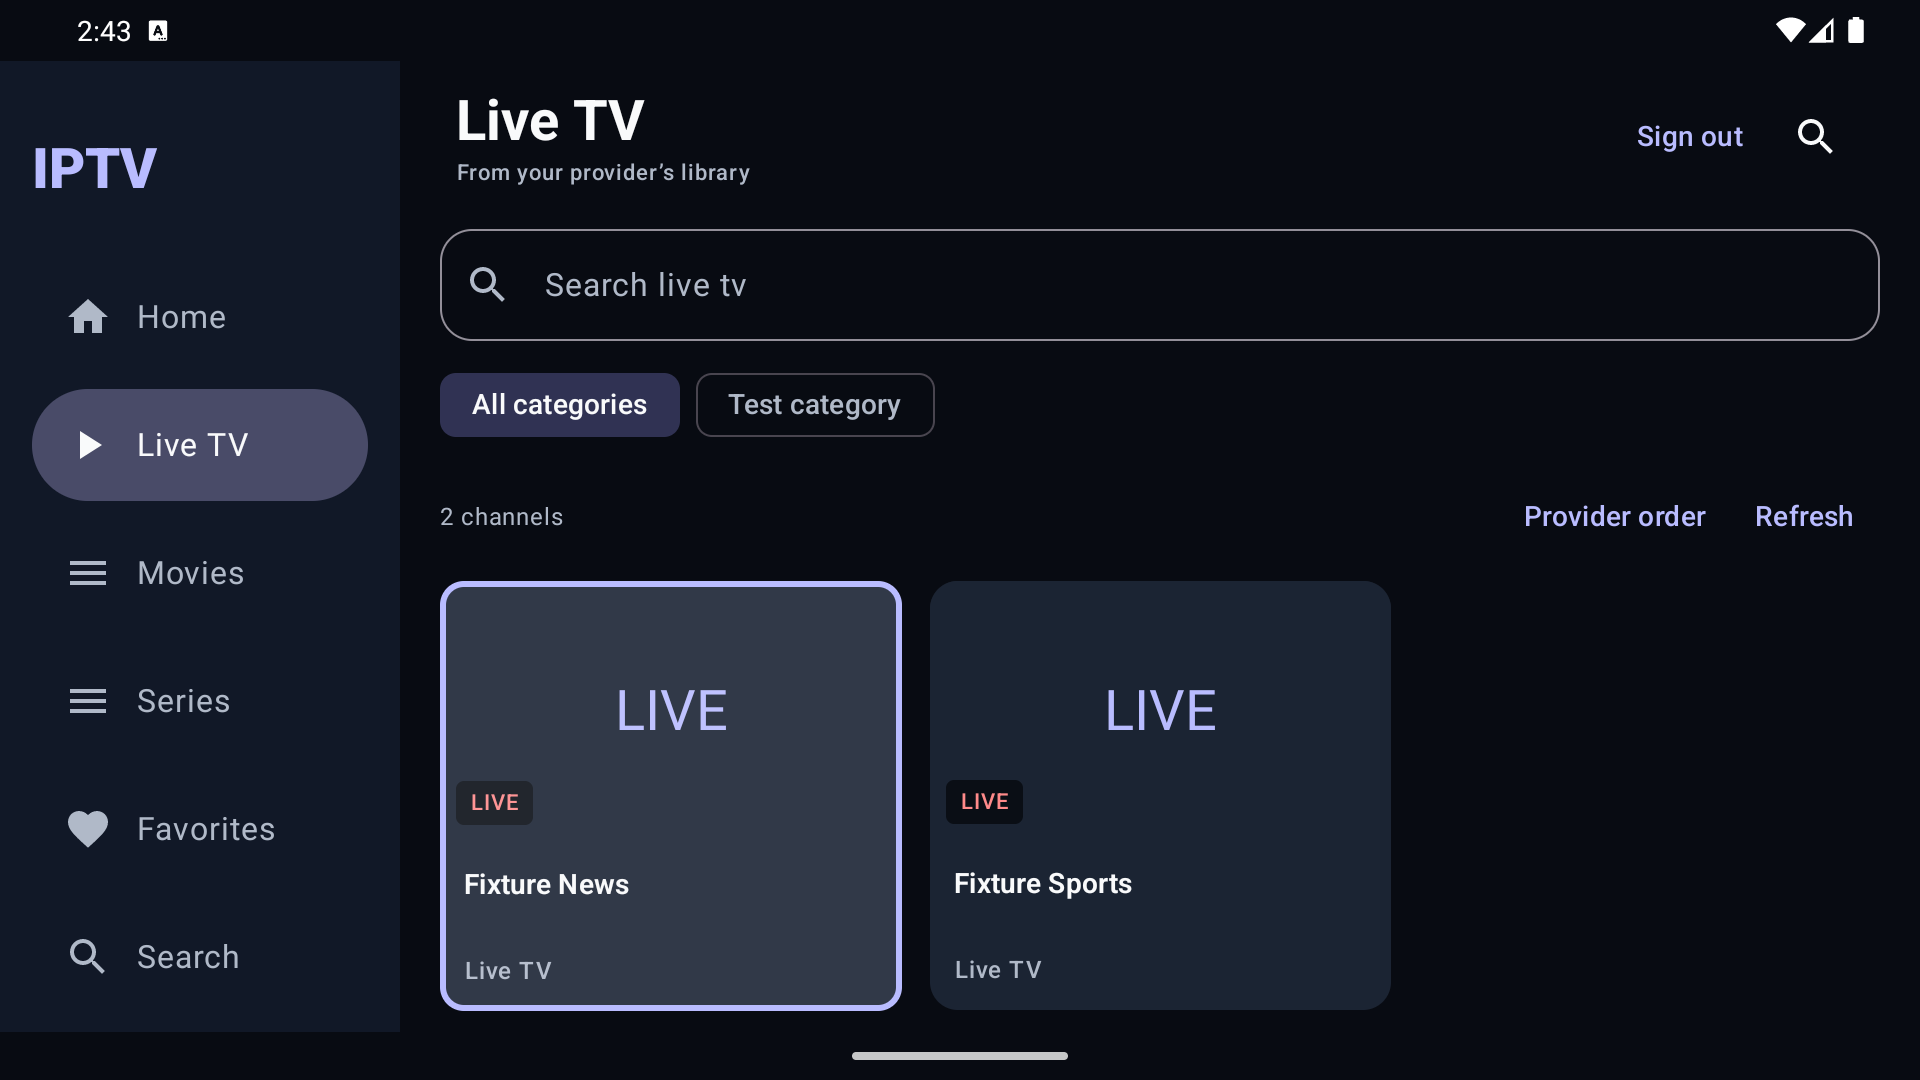 2:43
IPTV
Home
Live TV
Movies
Series
Favorites
Search
Live TV
From your provider’s library
Sign out
Search live tv
All categories
Test category
2 channels
Provider order
Refresh
LIVE
LIVE
Fixture News
Live TV
LIVE
LIVE
Fixture Sports
Live TV